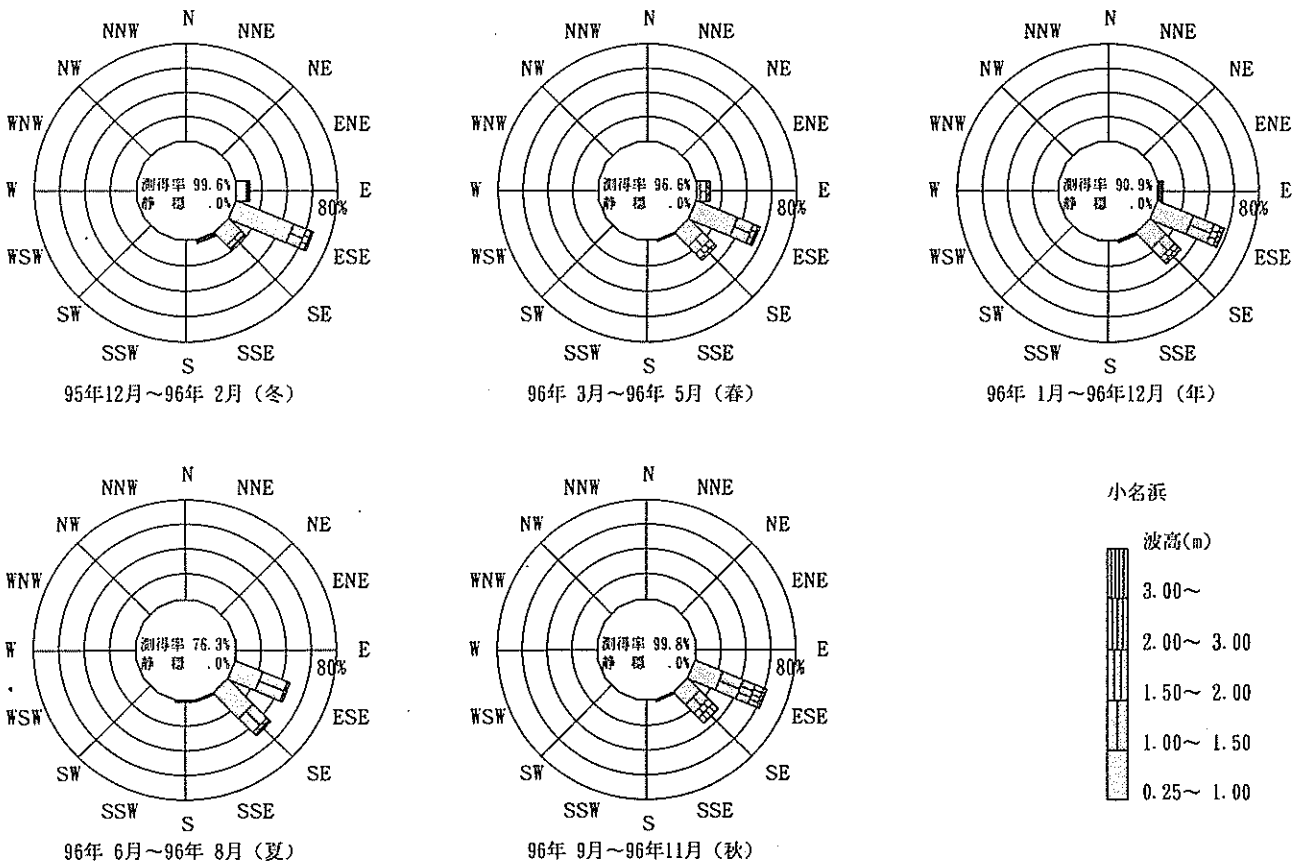 N
NNW NNE
NW NE
WNW ENE
測得率 99.6%
W E
静 穏 .0%
80%
WSW ESE
SW SE
SSW SSE
S
95年12月～96年 2月（冬）
N
NNW NNE
NW NE
WNW ENE
測得率 96.6%
W E
静 穏 .0%
80%
WSW ESE
SW SE
SSW SSE
S
96年 3月～96年 5月（春）
N
NNW NNE
NW NE
WNW ENE
測得率 90.9%
W E
静 穏 .0%
80%
WSW ESE
SW SE
SSW SSE
S
96年 1月～96年12月（年）
N
NNW NNE
NW NE
WNW ENE
測得率 76.3%
W E
静 穏 .0%
80%
WSW ESE
SW SE
SSW SSE
S
96年 6月～96年 8月（夏）
N
NNW NNE
NW NE
WNW ENE
測得率 99.8%
W E
静 穏 .0%
80%
WSW ESE
SW SE
SSW SSE
S
96年 9月～96年11月（秋）
小名浜
波高(m)
3.00～
2.00～ 3.00
1.50～ 2.00
1.00～ 1.50
0.25～ 1.00